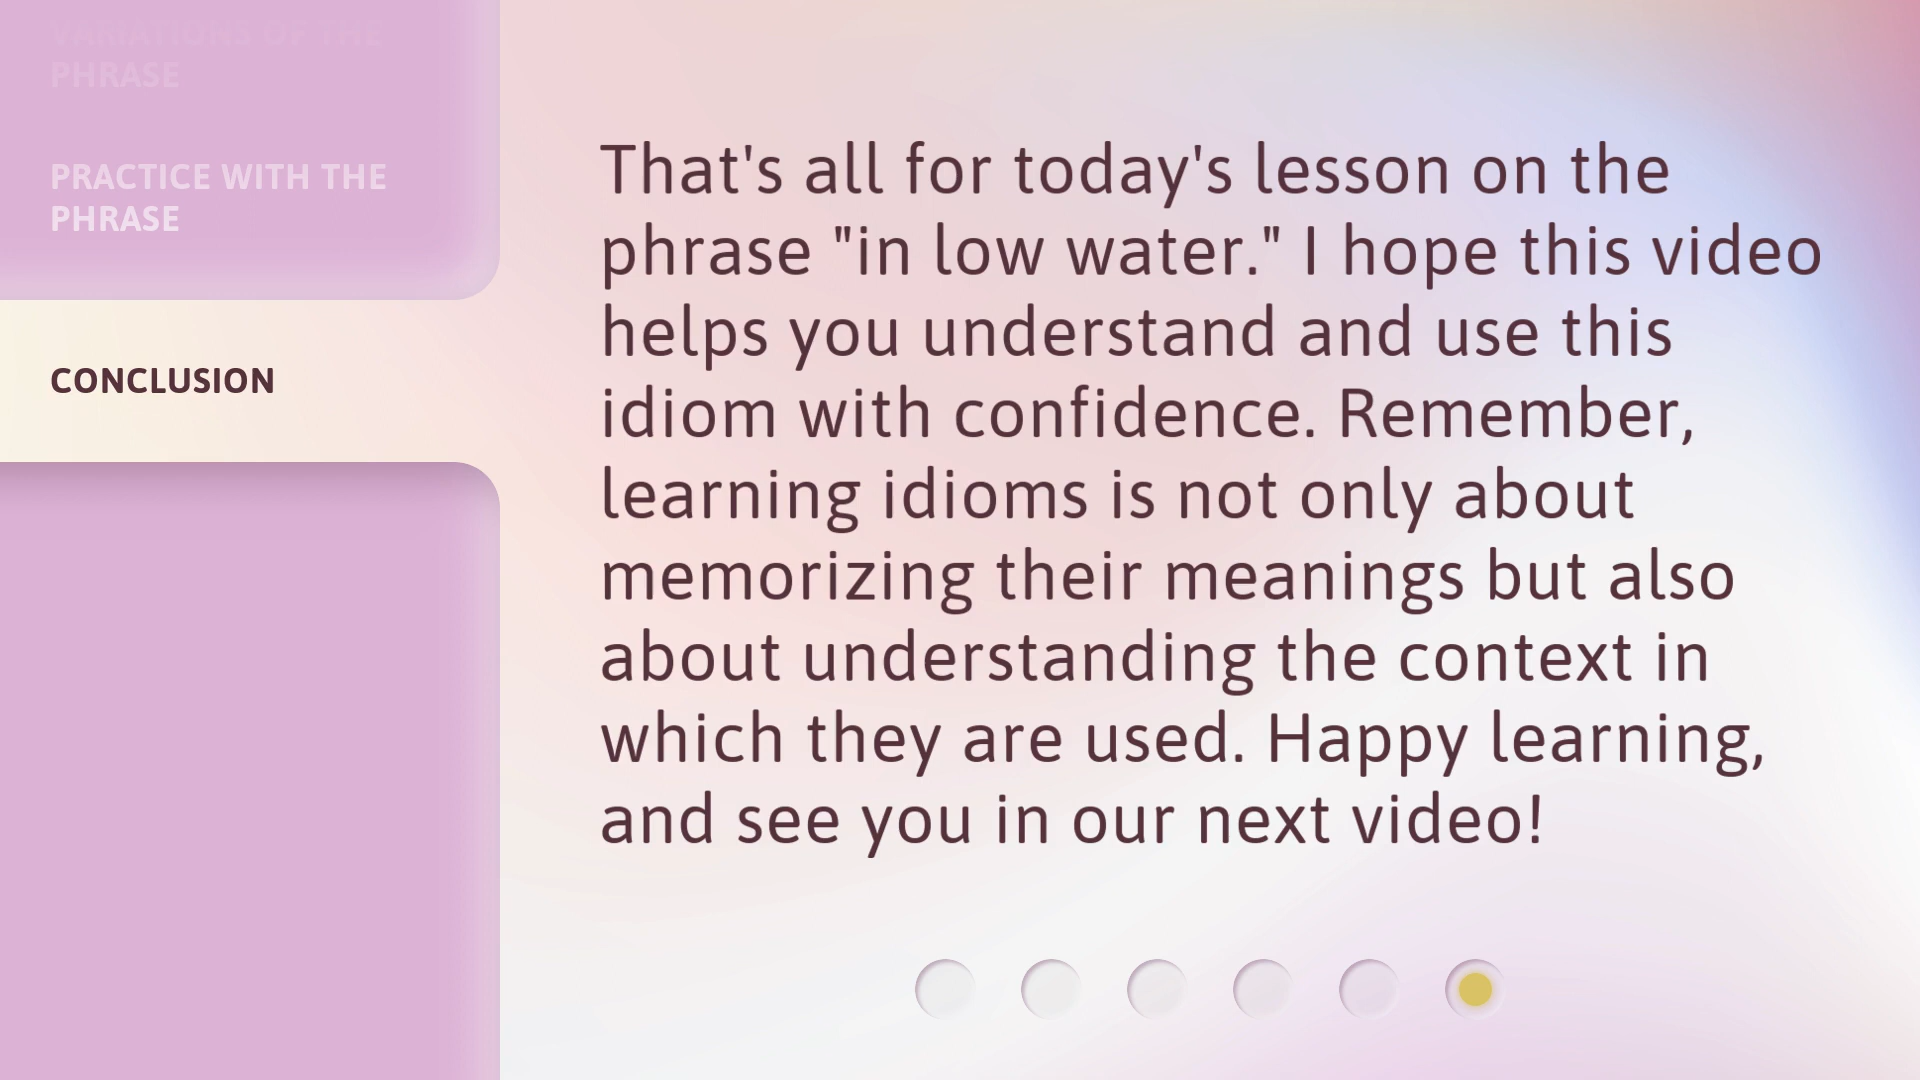 VARIATIONS OF THE
PHRASE
PRACTICE WITH THE
PHRASE
CONCLUSION
That's all for today's lesson on the
phrase "in low water." I hope this video
helps you understand and use this
idiom with confidence. Remember,
learning idioms is not only about
memorizing their meanings but also
about understanding the context in
which they are used. Happy learning,
and see you in our next video!